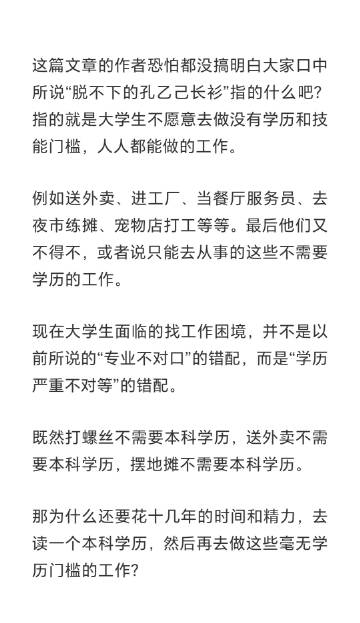 这篇文章的作者恐怕都没搞明白大家口中
所说“脱不下的孔乙己长衫”指的什么吧？
指的就是大学生不愿意去做没有学历和技
能门槛，人人都能做的工作。
例如送外卖、进工厂、当餐厅服务员、去
夜市练摊、宠物店打工等等。最后他们又
不得不，或者说只能去从事的这些不需要
学历的工作。
现在大学生面临的找工作困境，并不是以
前所说的“专业不对口”的错配，而是“学历
严重不对等”的错配。
既然打螺丝不需要本科学历，送外卖不需
要本科学历，摆地摊不需要本科学历。
那为什么还要花十几年的时间和精力，去
读一个本科学历，然后再去做这些毫无学
历门槛的工作？